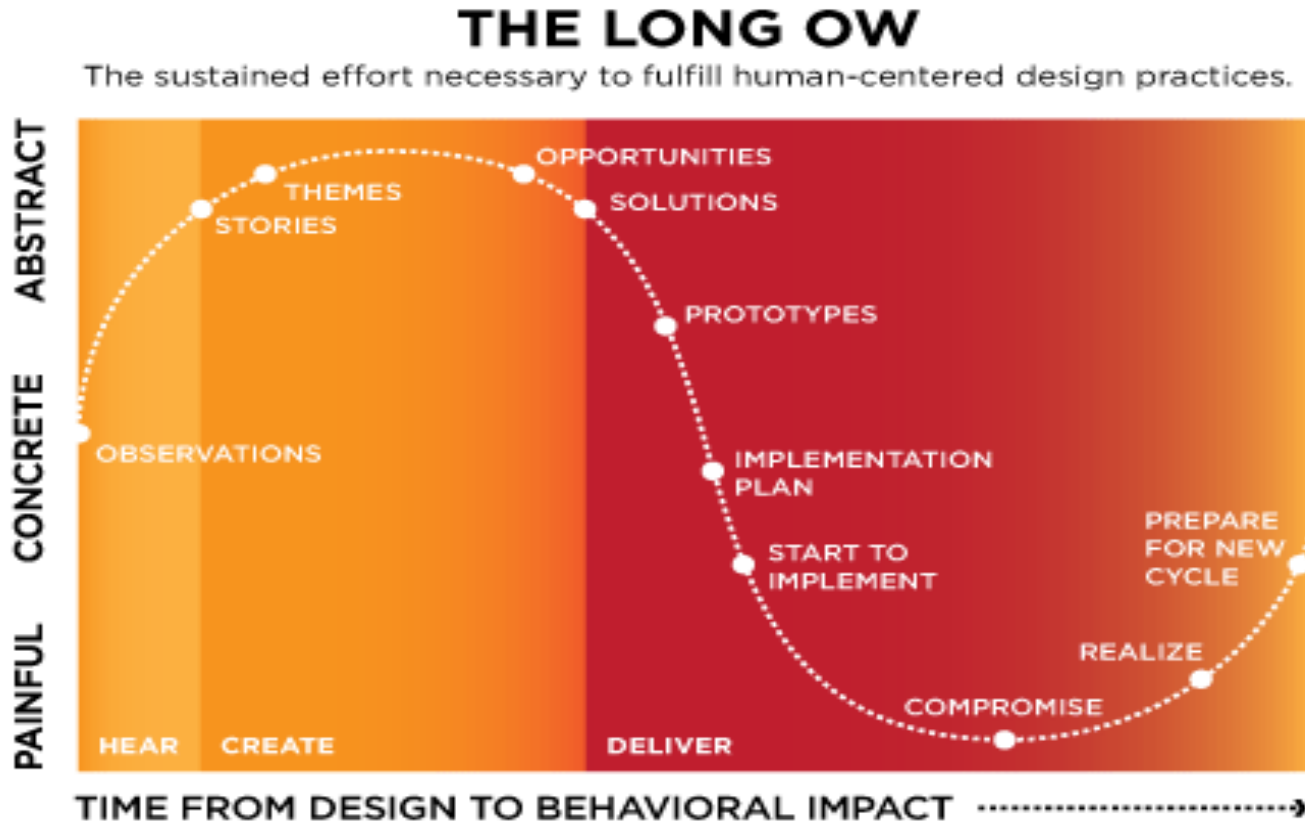 THE LONG OW
The sustained effort necessary to fulfill human-centered design practices.
ABSTRACT
CONCRETE
PAINFUL
OPPORTUNITIES
THEMES
SOLUTIONS
STORIES
PROTOTYPES
OBSERVATIONS
IMPLEMENTATION
PLAN
START TO
IMPLEMENT
PREPARE
FOR NEW
CYCLE
REALIZE
COMPROMISE
HEAR
CREATE
DELIVER
TIME FROM DESIGN TO BEHAVIORAL IMPACT